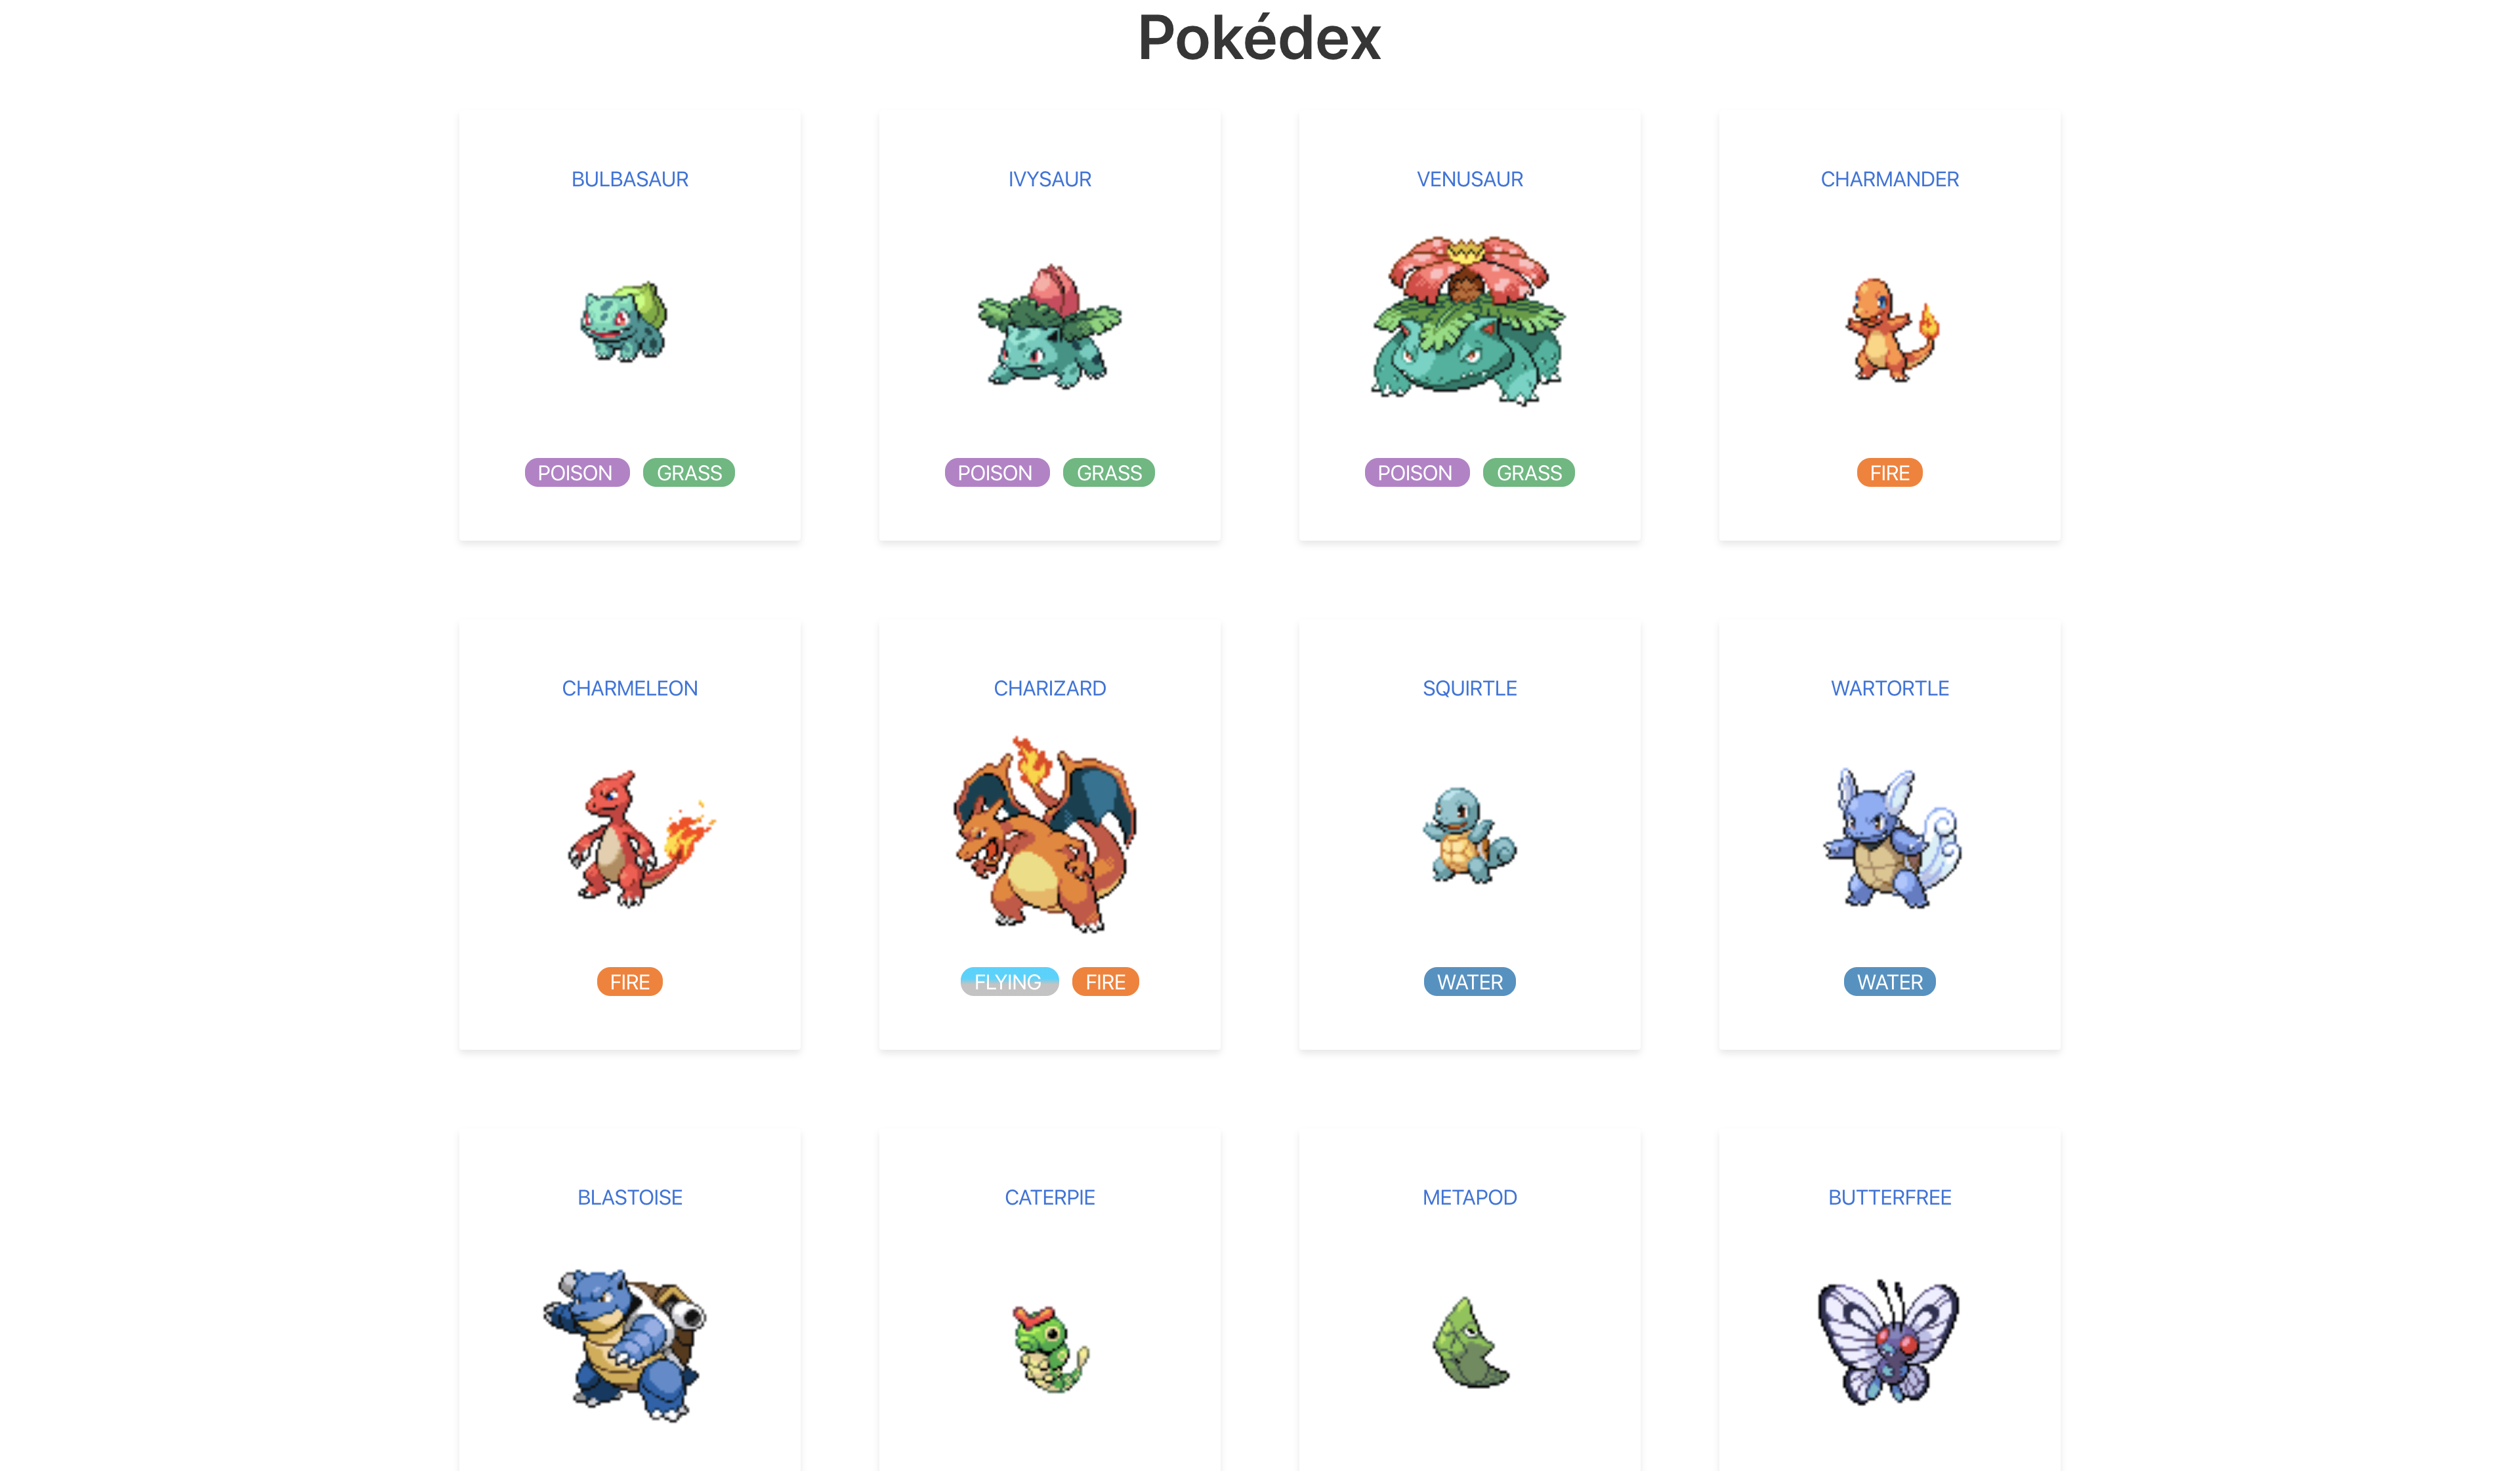 Pokédex
BULBASAUR
IVYSAUR
VENUSAUR
CHARMANDER
POISON GRASS
POISON GRASS
POISON GRASS
FIRE
CHARMELEON
CHARIZARD
SQUIRTLE
WARTORTLE
FIRE
FLYING FIRE
WATER
WATER
BLASTOISE
CATERPIE
METAPOD
BUTTERFREE